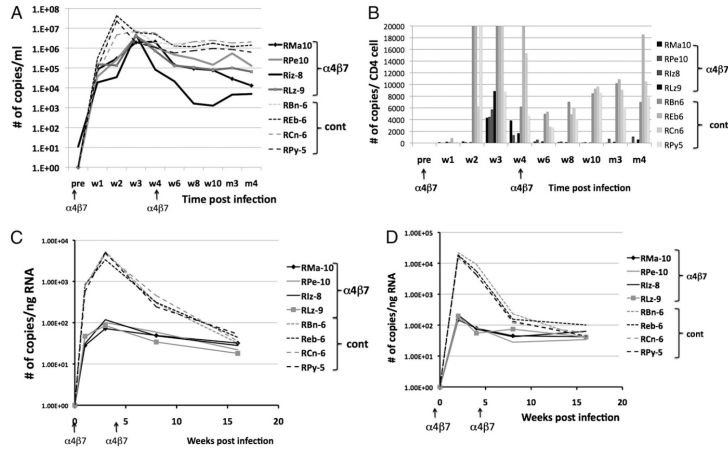 A
# of copies/ml
1.E+08
1.E+07
1.E+06
1.E+05
1.E+04
1.E+03
1.E+02
1.E+01
1.E+00
pre w1 w2 w3 w4 w6 w8 w10 m3 m4
Time post infection
α4β7 α4β7
RMa10
RPe10
Riz-8
RLz-9
RBn-6
REb-6
RCn-6
RPy-5
α4β7
cont
B
# of copies/ CD4 cell
20000
18000
16000
14000
12000
10000
8000
6000
4000
2000
0
pre w1 w2 w3 w4 w6 w8 w10 m3 m4
α4β7 α4β7 Time post infection
RMa10
RPe10
RIz8
RLz9
RBn6
REb6
RCn6
RPy5
α4β7
cont
C
# of copies/ng RNA
1.00E+04
1.00E+03
1.00E+02
1.00E+01
1.00E+00
0 5 10 15 20
Weeks post infection
α4β7 α4β7
RMa-10
RPe-10
RIz-8
RLz-9
RBn-6
Reb-6
RCn-6
RPy-5
α4β7
cont
D
# of copies/ng RNA
1.00E+05
1.00E+04
1.00E+03
1.00E+02
1.00E+01
1.00E+00
0 5 10 15 20
Weeks post infection
α4β7 α4β7
RMa-10
RPe-10
RIz-8
RLz-9
RBn-6
Reb-6
RCn-6
RPy-5
α4β7
cont